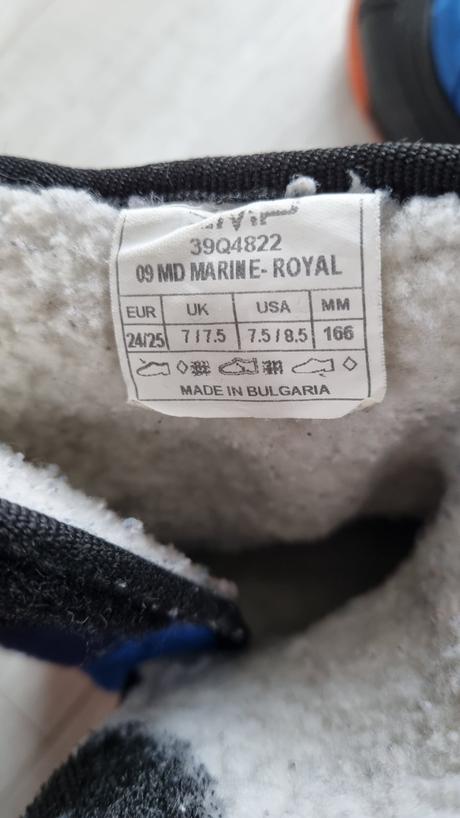 39Q4822
09 MD MARINE-ROYAL
EUR UK USA MM
24/25 7 / 7.5 7.5 / 8.5 166
MADE IN BULGARIA